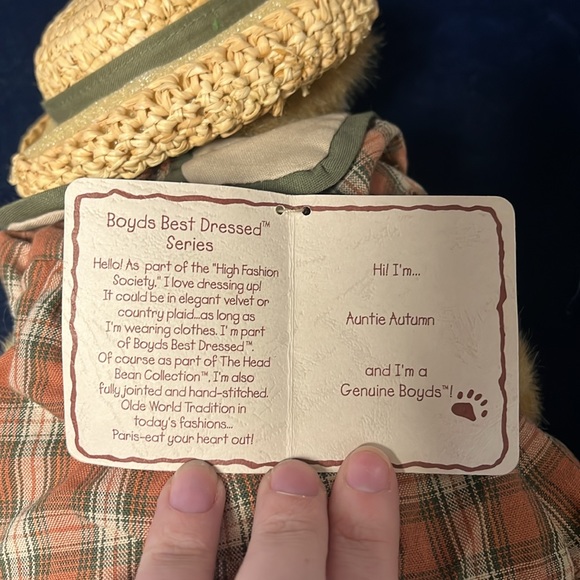 Boyds Best Dressed™
Series
Hello! As part of the "High Fashion
Society," I love dressing up!
It could be in elegant velvet or
country plaid...as long as
I'm wearing clothes. I'm part
of Boyds Best Dressed™.
Of course as part of The Head
Bean Collection™, I'm also
fully jointed and hand-stitched.
Olde World Tradition in
today's fashions...
Paris-eat your heart out!
Hi! I'm...
Auntie Autumn
and I'm a
Genuine Boyds™!